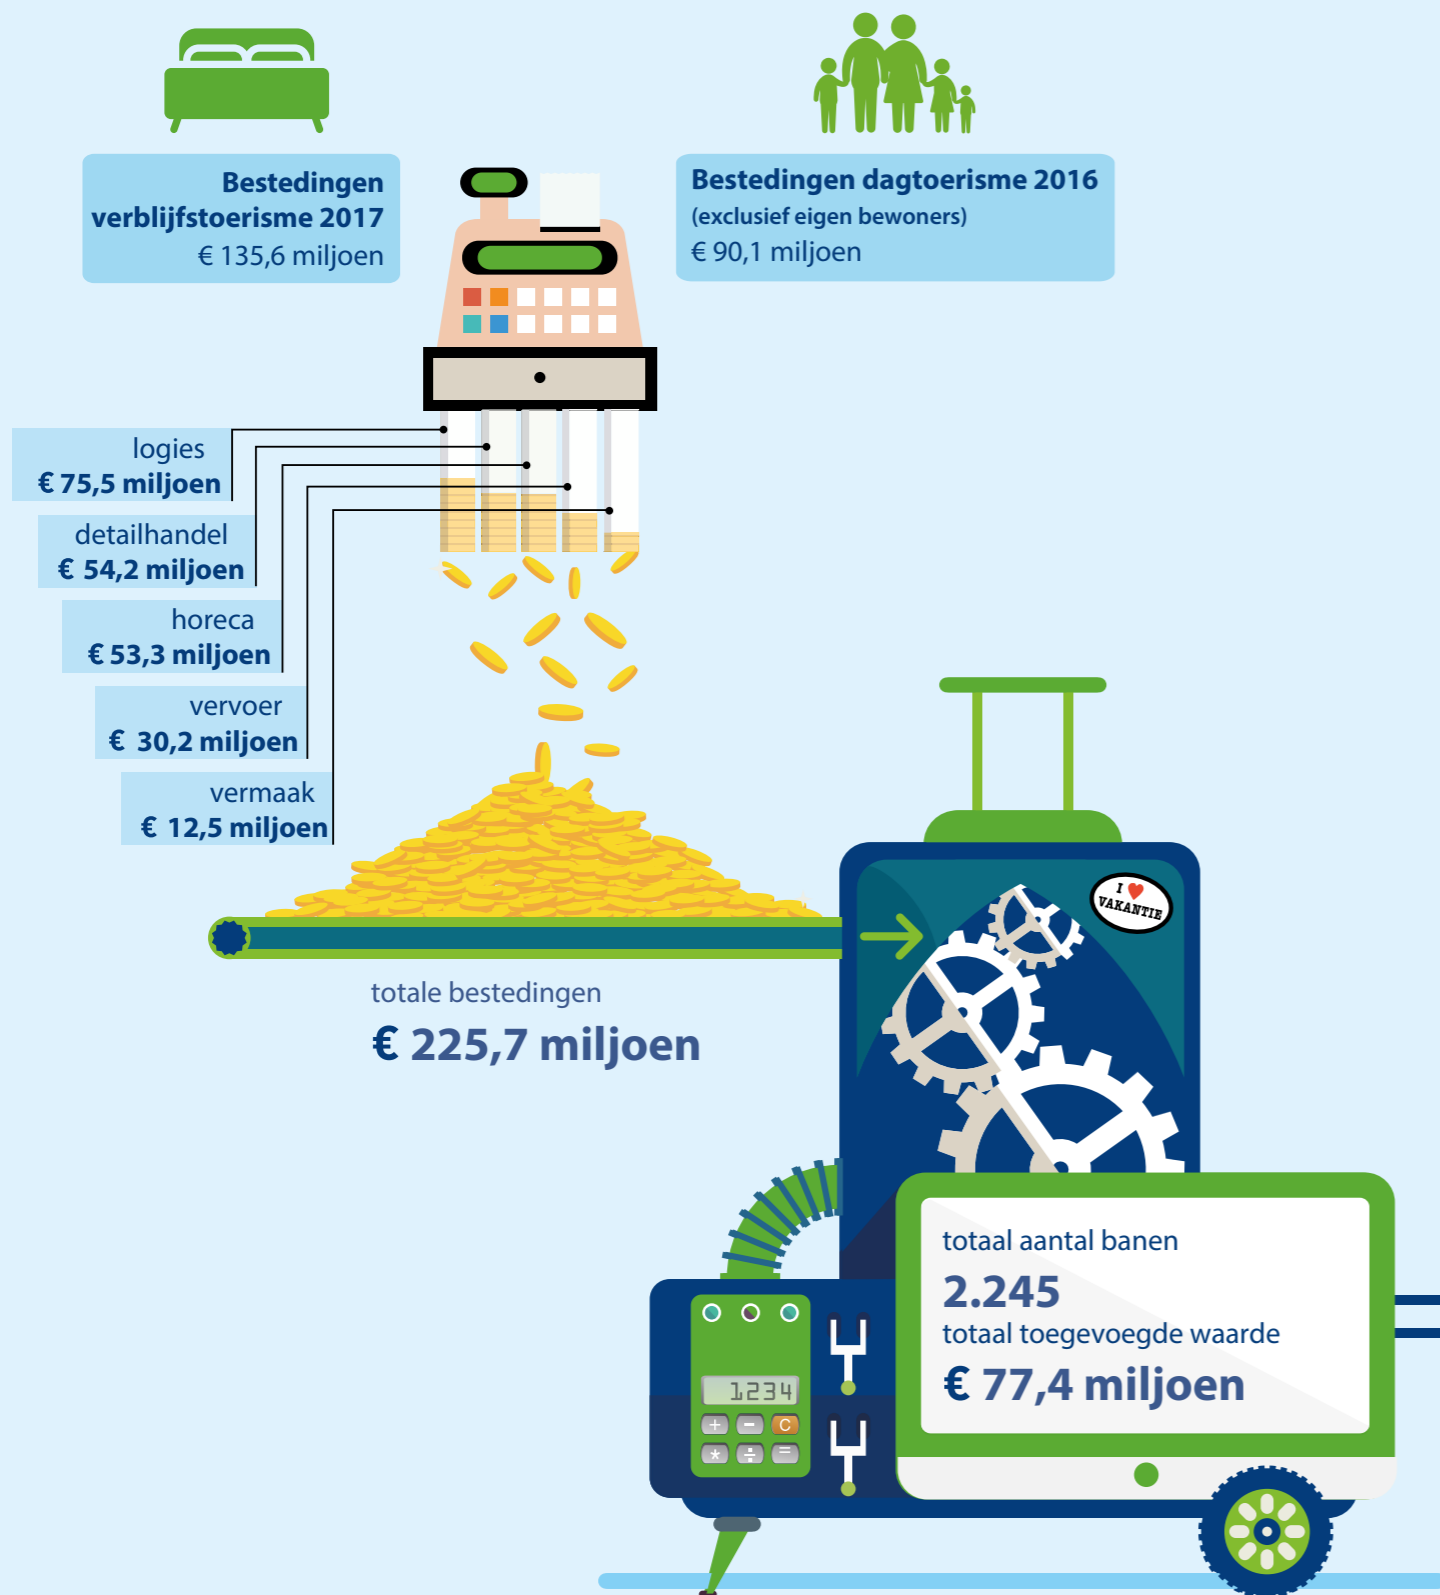 Bestedingen
verblijfstoerisme 2017
€ 135,6 miljoen
Bestedingen dagtoerisme 2016
(exclusief eigen bewoners)
€ 90,1 miljoen
logies
€ 75,5 miljoen
detailhandel
€ 54,2 miljoen
horeca
€ 53,3 miljoen
vervoer
€ 30,2 miljoen
vermaak
€ 12,5 miljoen
I ❤
VAKANTIE
totale bestedingen
€ 225,7 miljoen
totaal aantal banen
2.245
totaal toegevoegde waarde
€ 77,4 miljoen
1234
+ - C
* ÷ =